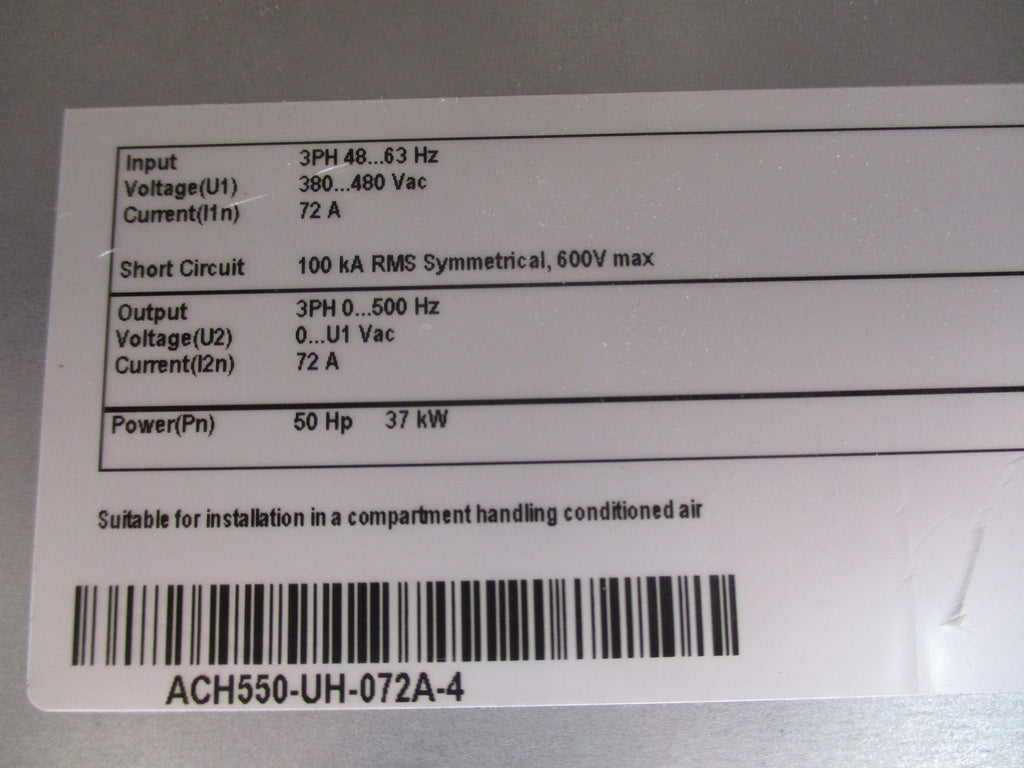 Input 3PH 48...63 Hz
Voltage(U1) 380...480 Vac
Current(I1n) 72 A
Short Circuit 100 kA RMS Symmetrical, 600V max
Output 3PH 0...500 Hz
Voltage(U2) 0...U1 Vac
Current(I2n) 72 A
Power(Pn) 50 Hp 37 kW
Suitable for installation in a compartment handling conditioned air
ACH550-UH-072A-4